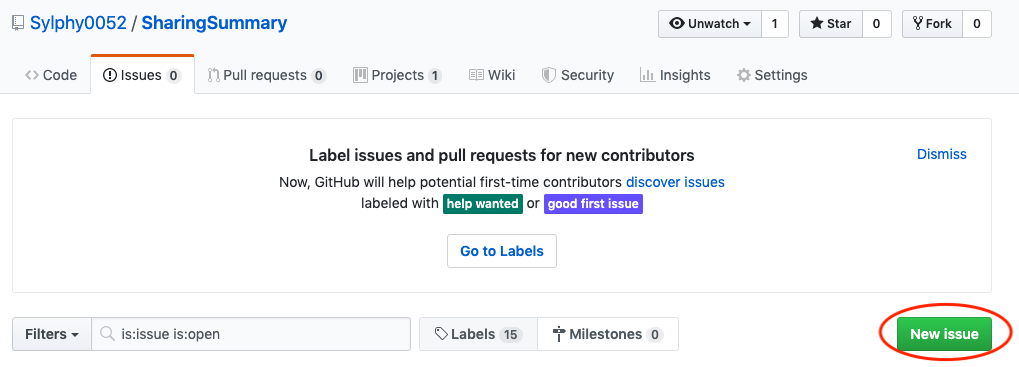 Sylphy0052 / SharingSummary
Unwatch 1
Star 0
Fork 0
Code
Issues 0
Pull requests 0
Projects 1
Wiki
Security
Insights
Settings
Label issues and pull requests for new contributors
Dismiss
Now, GitHub will help potential first-time contributors discover issues
labeled with help wanted or good first issue
Go to Labels
Filters
is:issue is:open
Labels 15
Milestones 0
New issue